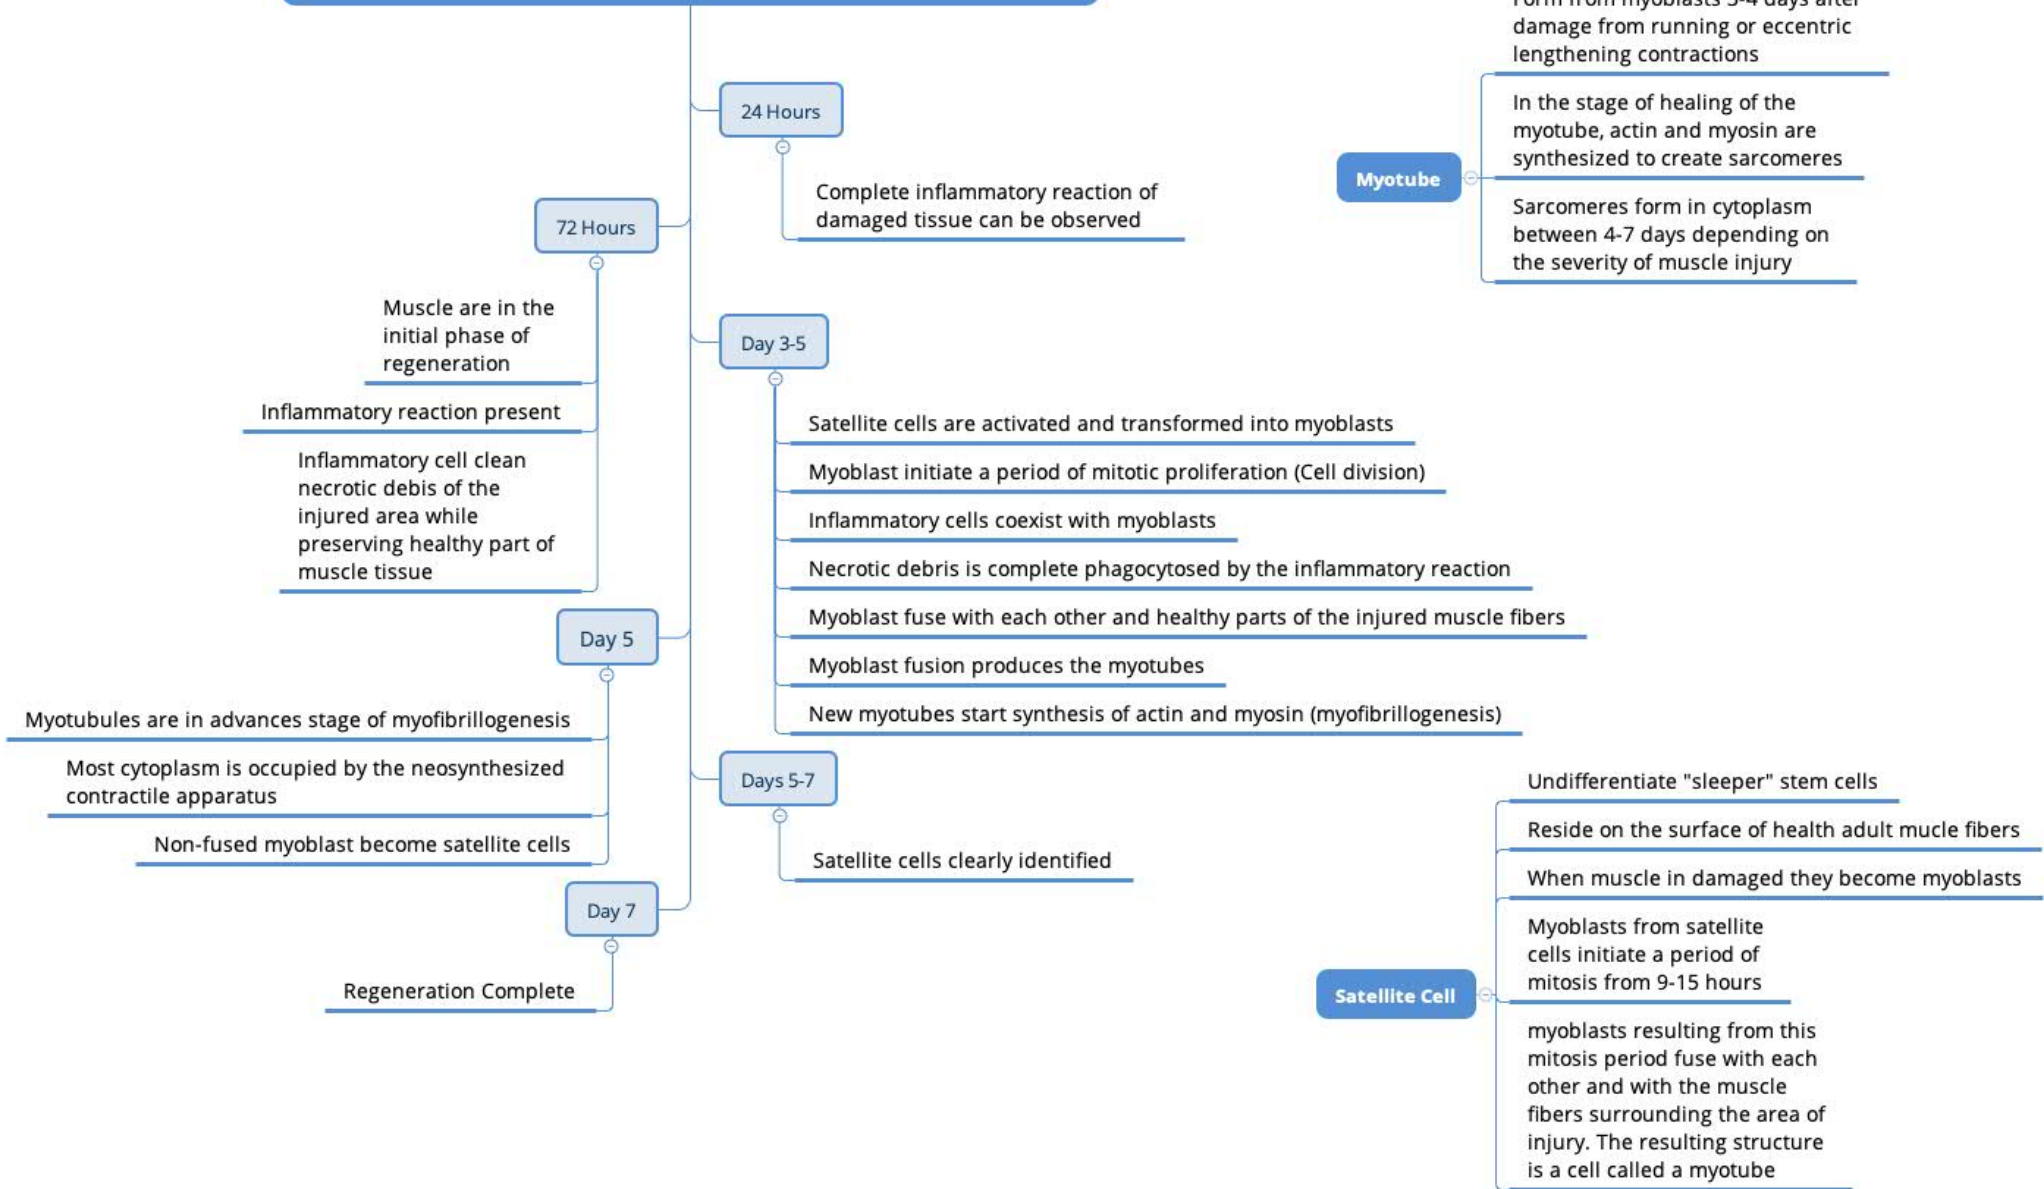 Form from myoblasts 3-4 days after
damage from running or eccentric
lengthening contractions
In the stage of healing of the
myotube, actin and myosin are
synthesized to create sarcomeres
Myotube
Sarcomeres form in cytoplasm
between 4-7 days depending on
the severity of muscle injury
24 Hours
Complete inflammatory reaction of
damaged tissue can be observed
72 Hours
Muscle are in the
initial phase of
regeneration
Inflammatory reaction present
Inflammatory cell clean
necrotic debis of the
injured area while
preserving healthy part of
muscle tissue
Day 3-5
Satellite cells are activated and transformed into myoblasts
Myoblast initiate a period of mitotic proliferation (Cell division)
Inflammatory cells coexist with myoblasts
Necrotic debris is complete phagocytosed by the inflammatory reaction
Myoblast fuse with each other and healthy parts of the injured muscle fibers
Myoblast fusion produces the myotubes
New myotubes start synthesis of actin and myosin (myofibrillogenesis)
Day 5
Myotubules are in advances stage of myofibrillogenesis
Most cytoplasm is occupied by the neosynthesized
contractile apparatus
Non-fused myoblast become satellite cells
Days 5-7
Satellite cells clearly identified
Day 7
Regeneration Complete
Undifferentiate "sleeper" stem cells
Reside on the surface of health adult mucle fibers
When muscle in damaged they become myoblasts
Myoblasts from satellite
cells initiate a period of
mitosis from 9-15 hours
Satellite Cell
myoblasts resulting from this
mitosis period fuse with each
other and with the muscle
fibers surrounding the area of
injury. The resulting structure
is a cell called a myotube